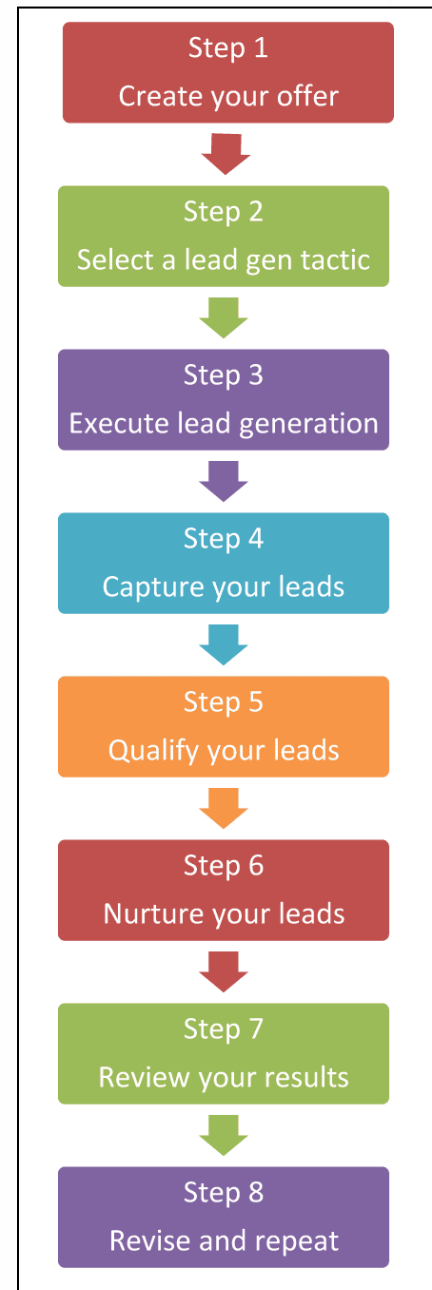 Step 1
Create your offer
Step 2
Select a lead gen tactic
Step 3
Execute lead generation
Step 4
Capture your leads
Step 5
Qualify your leads
Step 6
Nurture your leads
Step 7
Review your results
Step 8
Revise and repeat